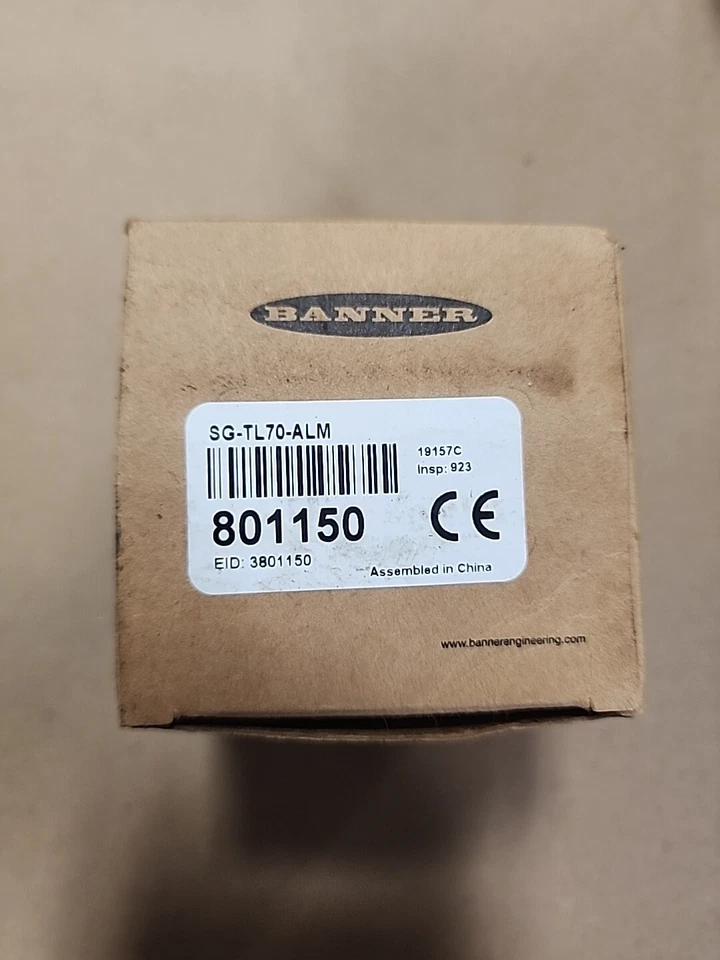 BANNER
SG-TL70-ALM
19157C
Insp: 923
801150
CE
EID: 3801150
Assembled in China
www.bannerengineering.com